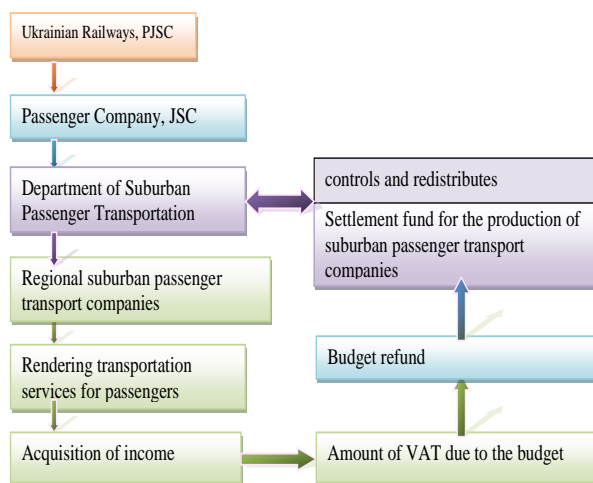 Ukrainian Railways, PJSC
Passenger Company, JSC
Department of Suburban
Passenger Transportation
controls and redistributes
Settlement fund for the production of
suburban passenger transport
companies
Regional suburban passenger
transport companies
Rendering transportation
services for passengers
Budget refund
Acquisition of income
Amount of VAT due to the budget